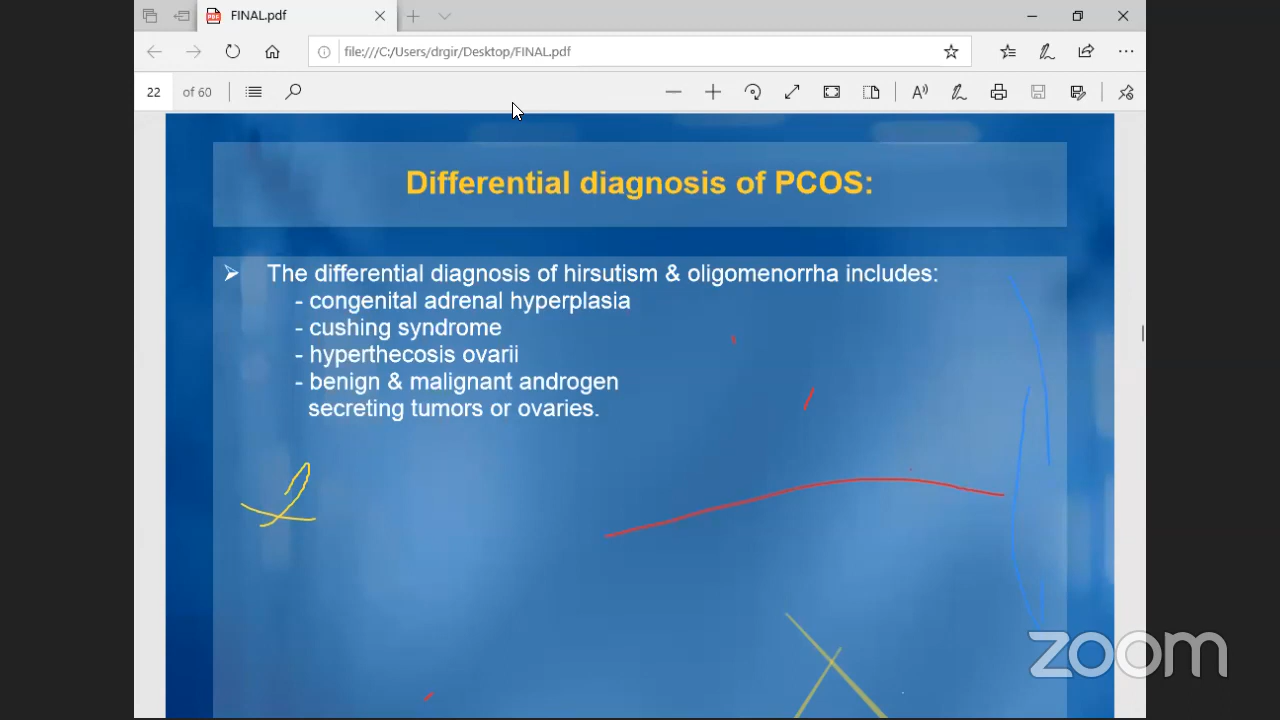 FINAL.pdf
file:///C:/Users/drgir/Desktop/FINAL.pdf
22 of 60
Differential diagnosis of PCOS:
➢ The differential diagnosis of hirsutism & oligomenorrha includes:
- congenital adrenal hyperplasia
- cushing syndrome
- hyperthecosis ovarii
- benign & malignant androgen
secreting tumors or ovaries.
zoom